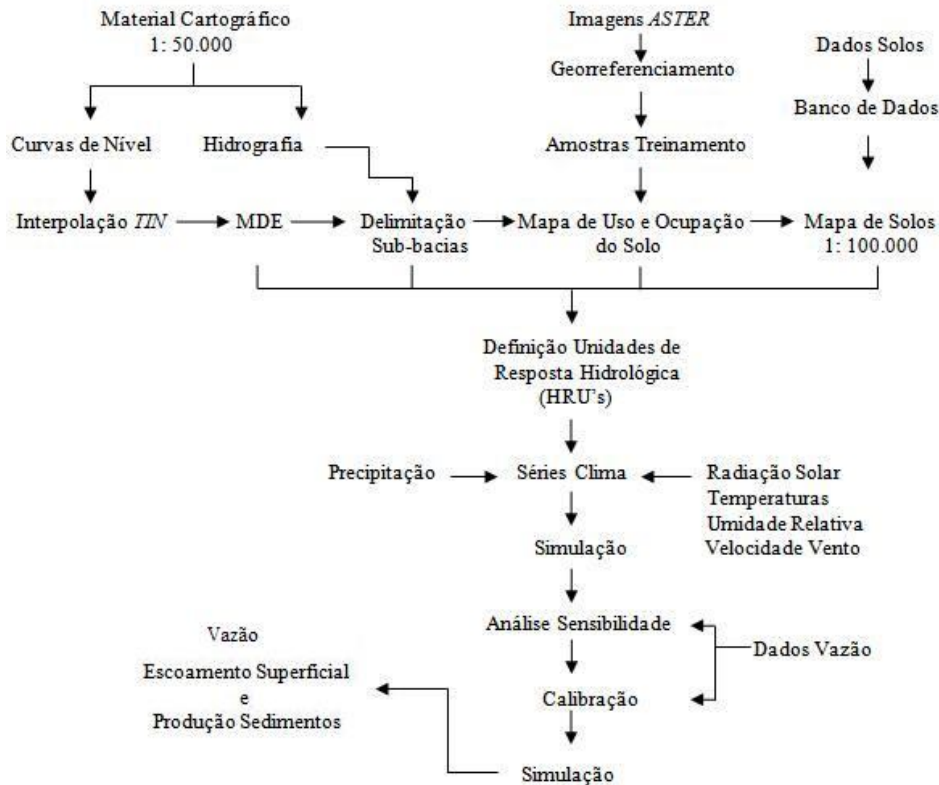 Material Cartográfico
1: 50.000
Imagens ASTER
Dados Solos
Georreferenciamento
Banco de Dados
Curvas de Nível
Hidrografia
Amostras Treinamento
Interpolação TIN
MDE
Delimitação
Sub-bacias
Mapa de Uso e Ocupação
do Solo
Mapa de Solos
1: 100.000
Definição Unidades de
Resposta Hidrológica
(HRU's)
Precipitação
Séries Clima
Radiação Solar
Temperaturas
Umidade Relativa
Velocidade Vento
Simulação
Análise Sensibilidade
Dados Vazão
Calibração
Simulação
Vazão
Escoamento Superficial
e
Produção Sedimentos